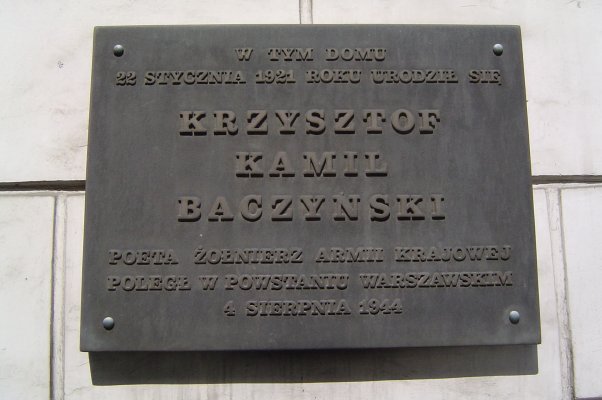 W TYM DOMU
22 STYCZNIA 1921 ROKU URODZIŁ SIĘ
KRZYSZTOF
KAMIL
BACZYŃSKI
POETA ŻOŁNIERZ ARMII KRAJOWEJ
POLEGŁ W POWSTANIU WARSZAWSKIM
4 SIERPNIA 1944